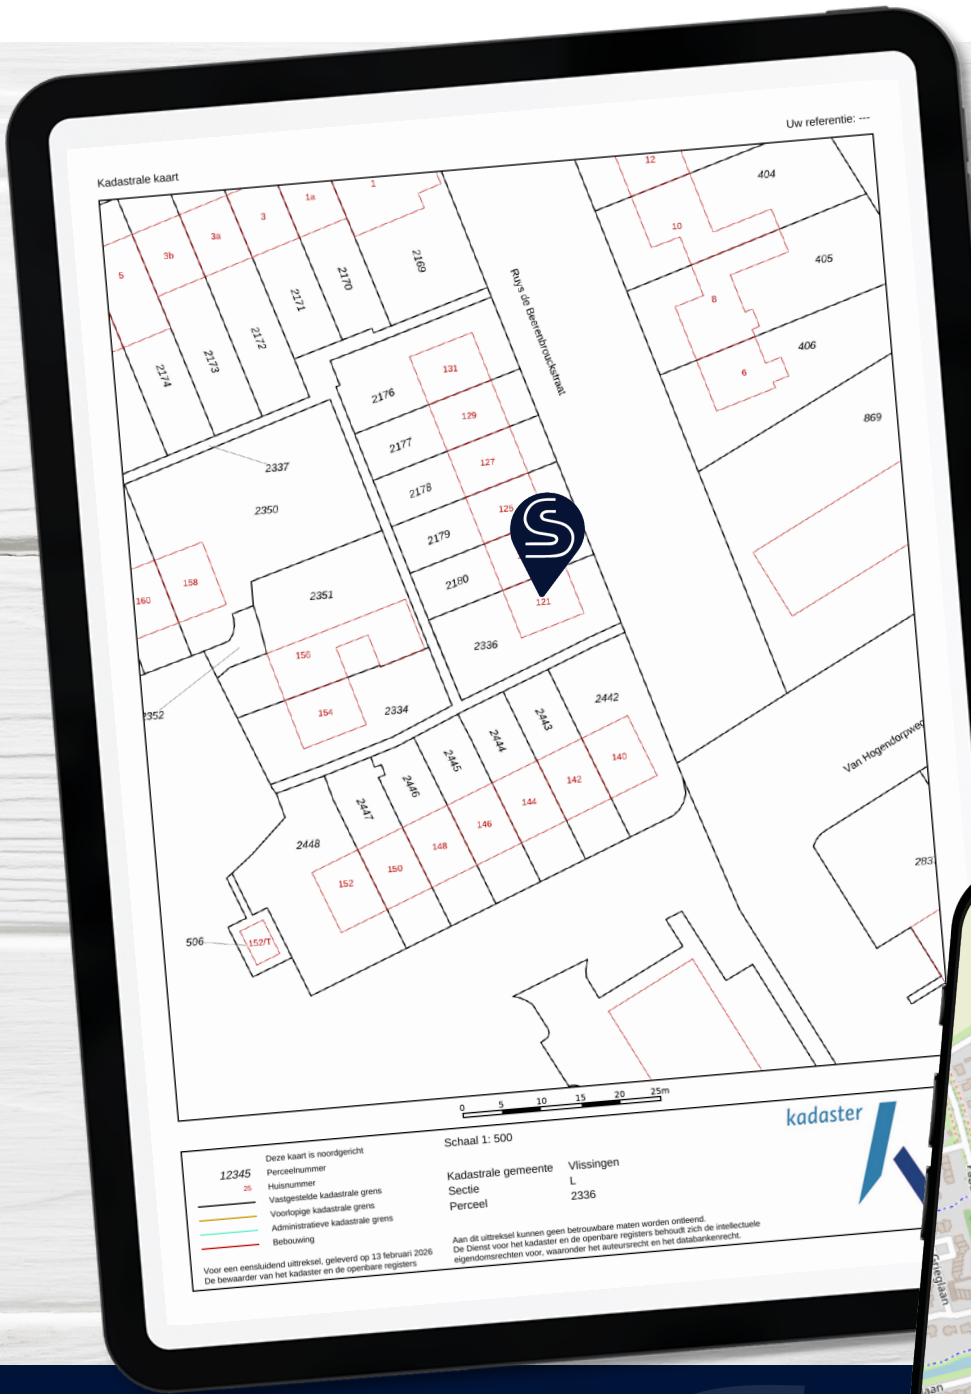 Uw referentie: ---
Kadastrale kaart
12
404
1
1a
3
3a
3b
5
10
405
2169
2170
2171
2172
2173
2174
Ruys de Beerenbrouckstraat
8
406
6
131
2176
129
869
2177
127
2337
2178
125
2350
2179
2180
158
160
2351
121
2336
156
154
2334
2352
2442
2443
2444
2445
2446
2447
2448
140
142
144
146
148
150
152
Van Hogendorpweg
283
506
152/T
0 5 10 15 20 25m
Schaal 1: 500
kadaster
Deze kaart is noordgericht
12345 Perceelnummer
25 Huisnummer
Vastgestelde kadastrale grens
Voorlopige kadastrale grens
Administratieve kadastrale grens
Bebouwing
Kadastrale gemeente Vlissingen
Sectie L
Perceel 2336
Voor een eensluidend uittreksel, geleverd op 13 februari 2026
De bewaarder van het kadaster en de openbare registers
Aan dit uittreksel kunnen geen betrouwbare maten worden ontleend.
De Dienst voor het kadaster en de openbare registers behoudt zich de intellectuele
eigendomsrechten voor, waaronder het auteursrecht en het databankenrecht.
Grieglaan